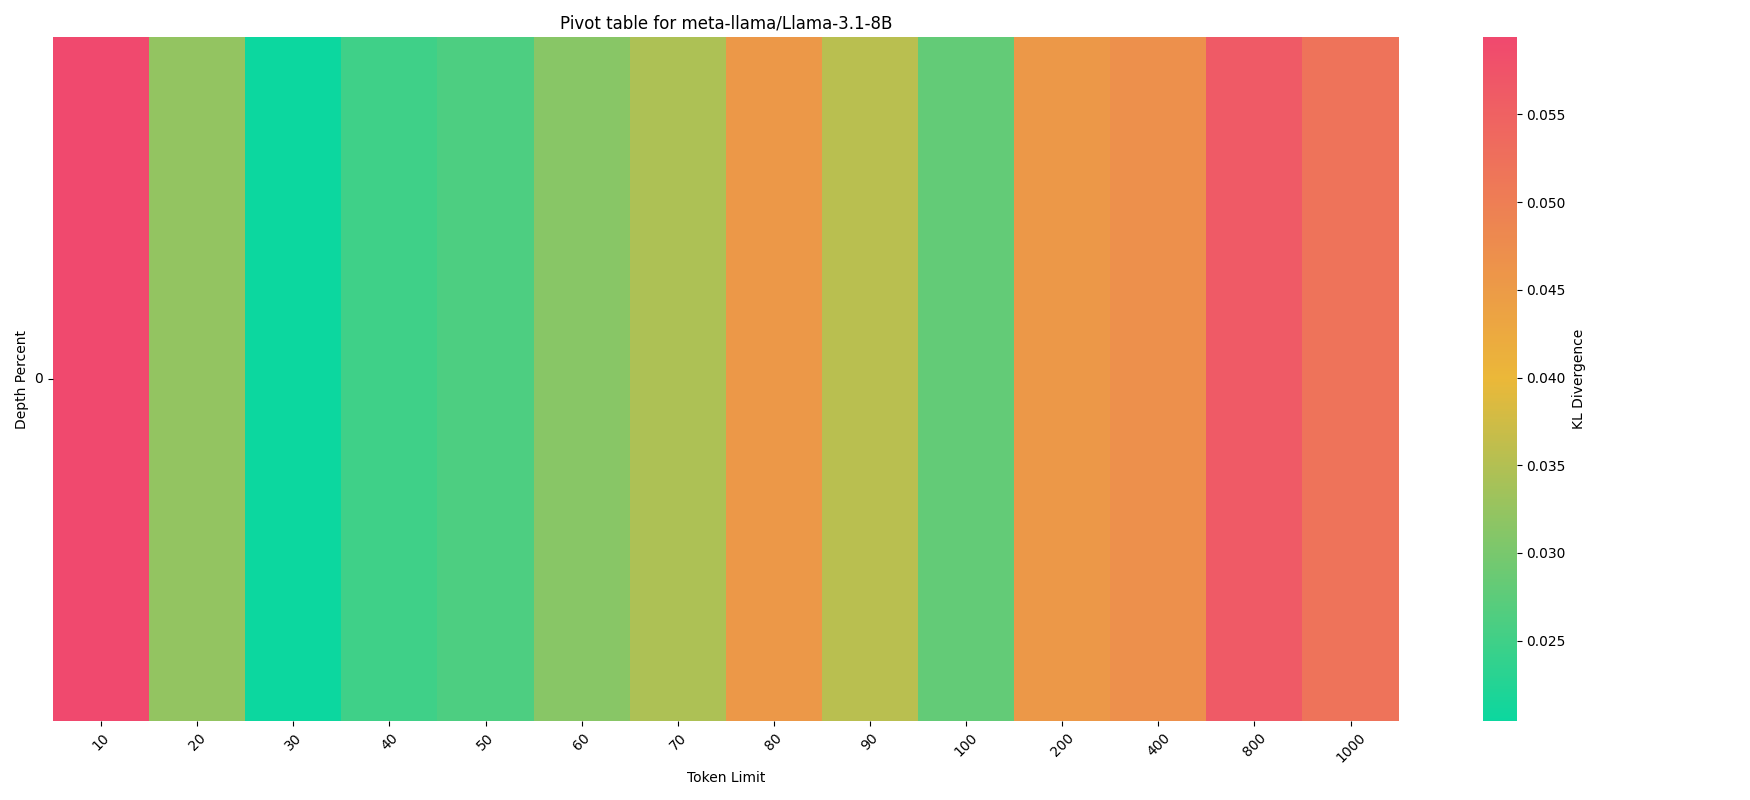 Pivot table for meta-llama/Llama-3.1-8B
Depth Percent
0
10 20 30 40 50 60 70 80 90 100 200 400 800 1000
Token Limit
0.055
0.050
0.045
0.040
0.035
0.030
0.025
KL Divergence